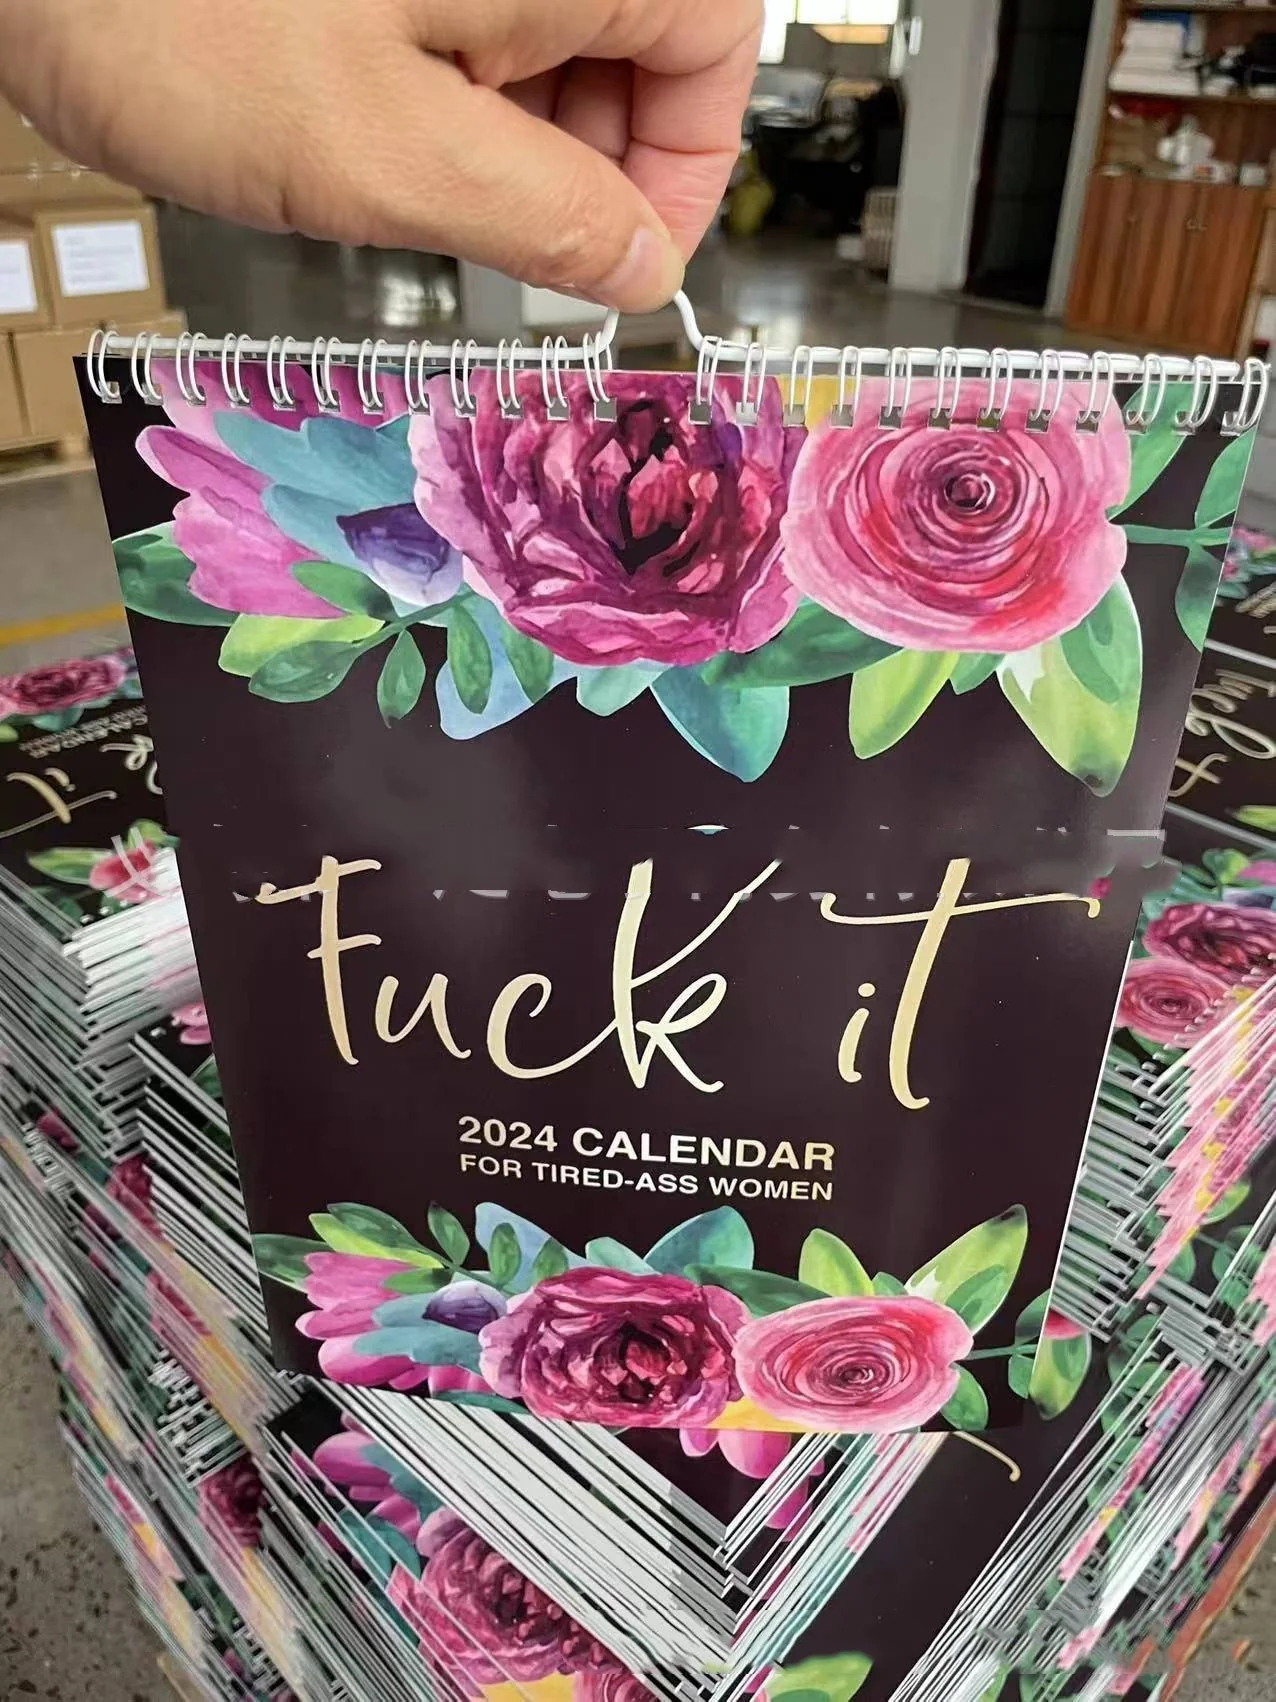 Fuck it
2024 CALENDAR
FOR TIRED-ASS WOMEN